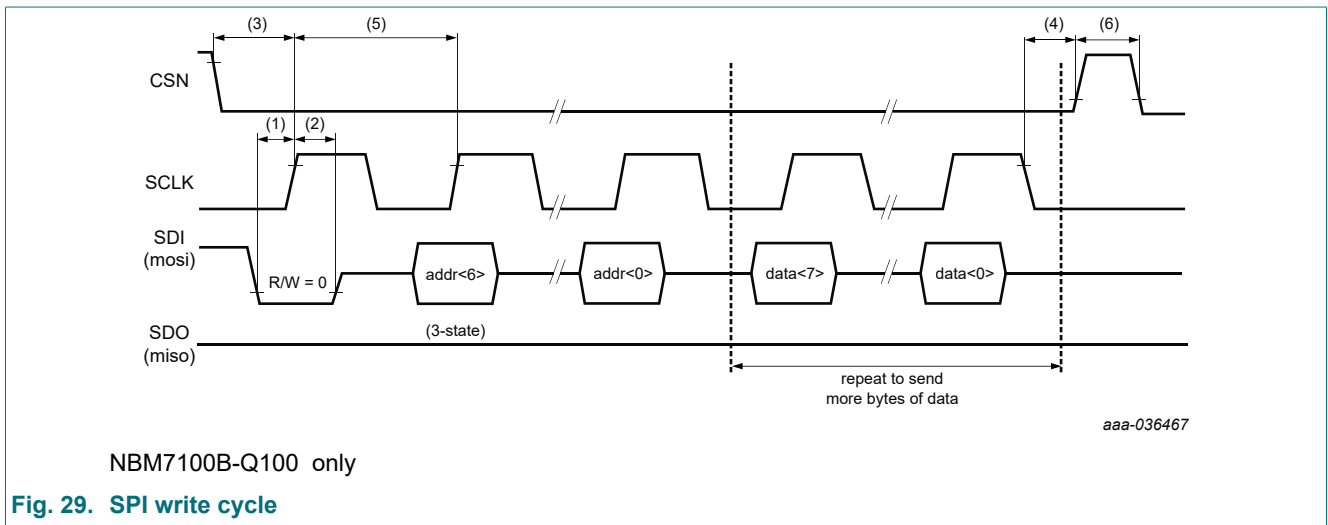 (3) (5) (4) (6)
CSN
(1) (2)
SCLK
SDI
(mosi)
R/W = 0 addr<6> addr<0> data<7> data<0>
SDO
(miso)
(3-state)
repeat to send
more bytes of data
aaa-036467
NBM7100B-Q100 only
Fig. 29. SPI write cycle